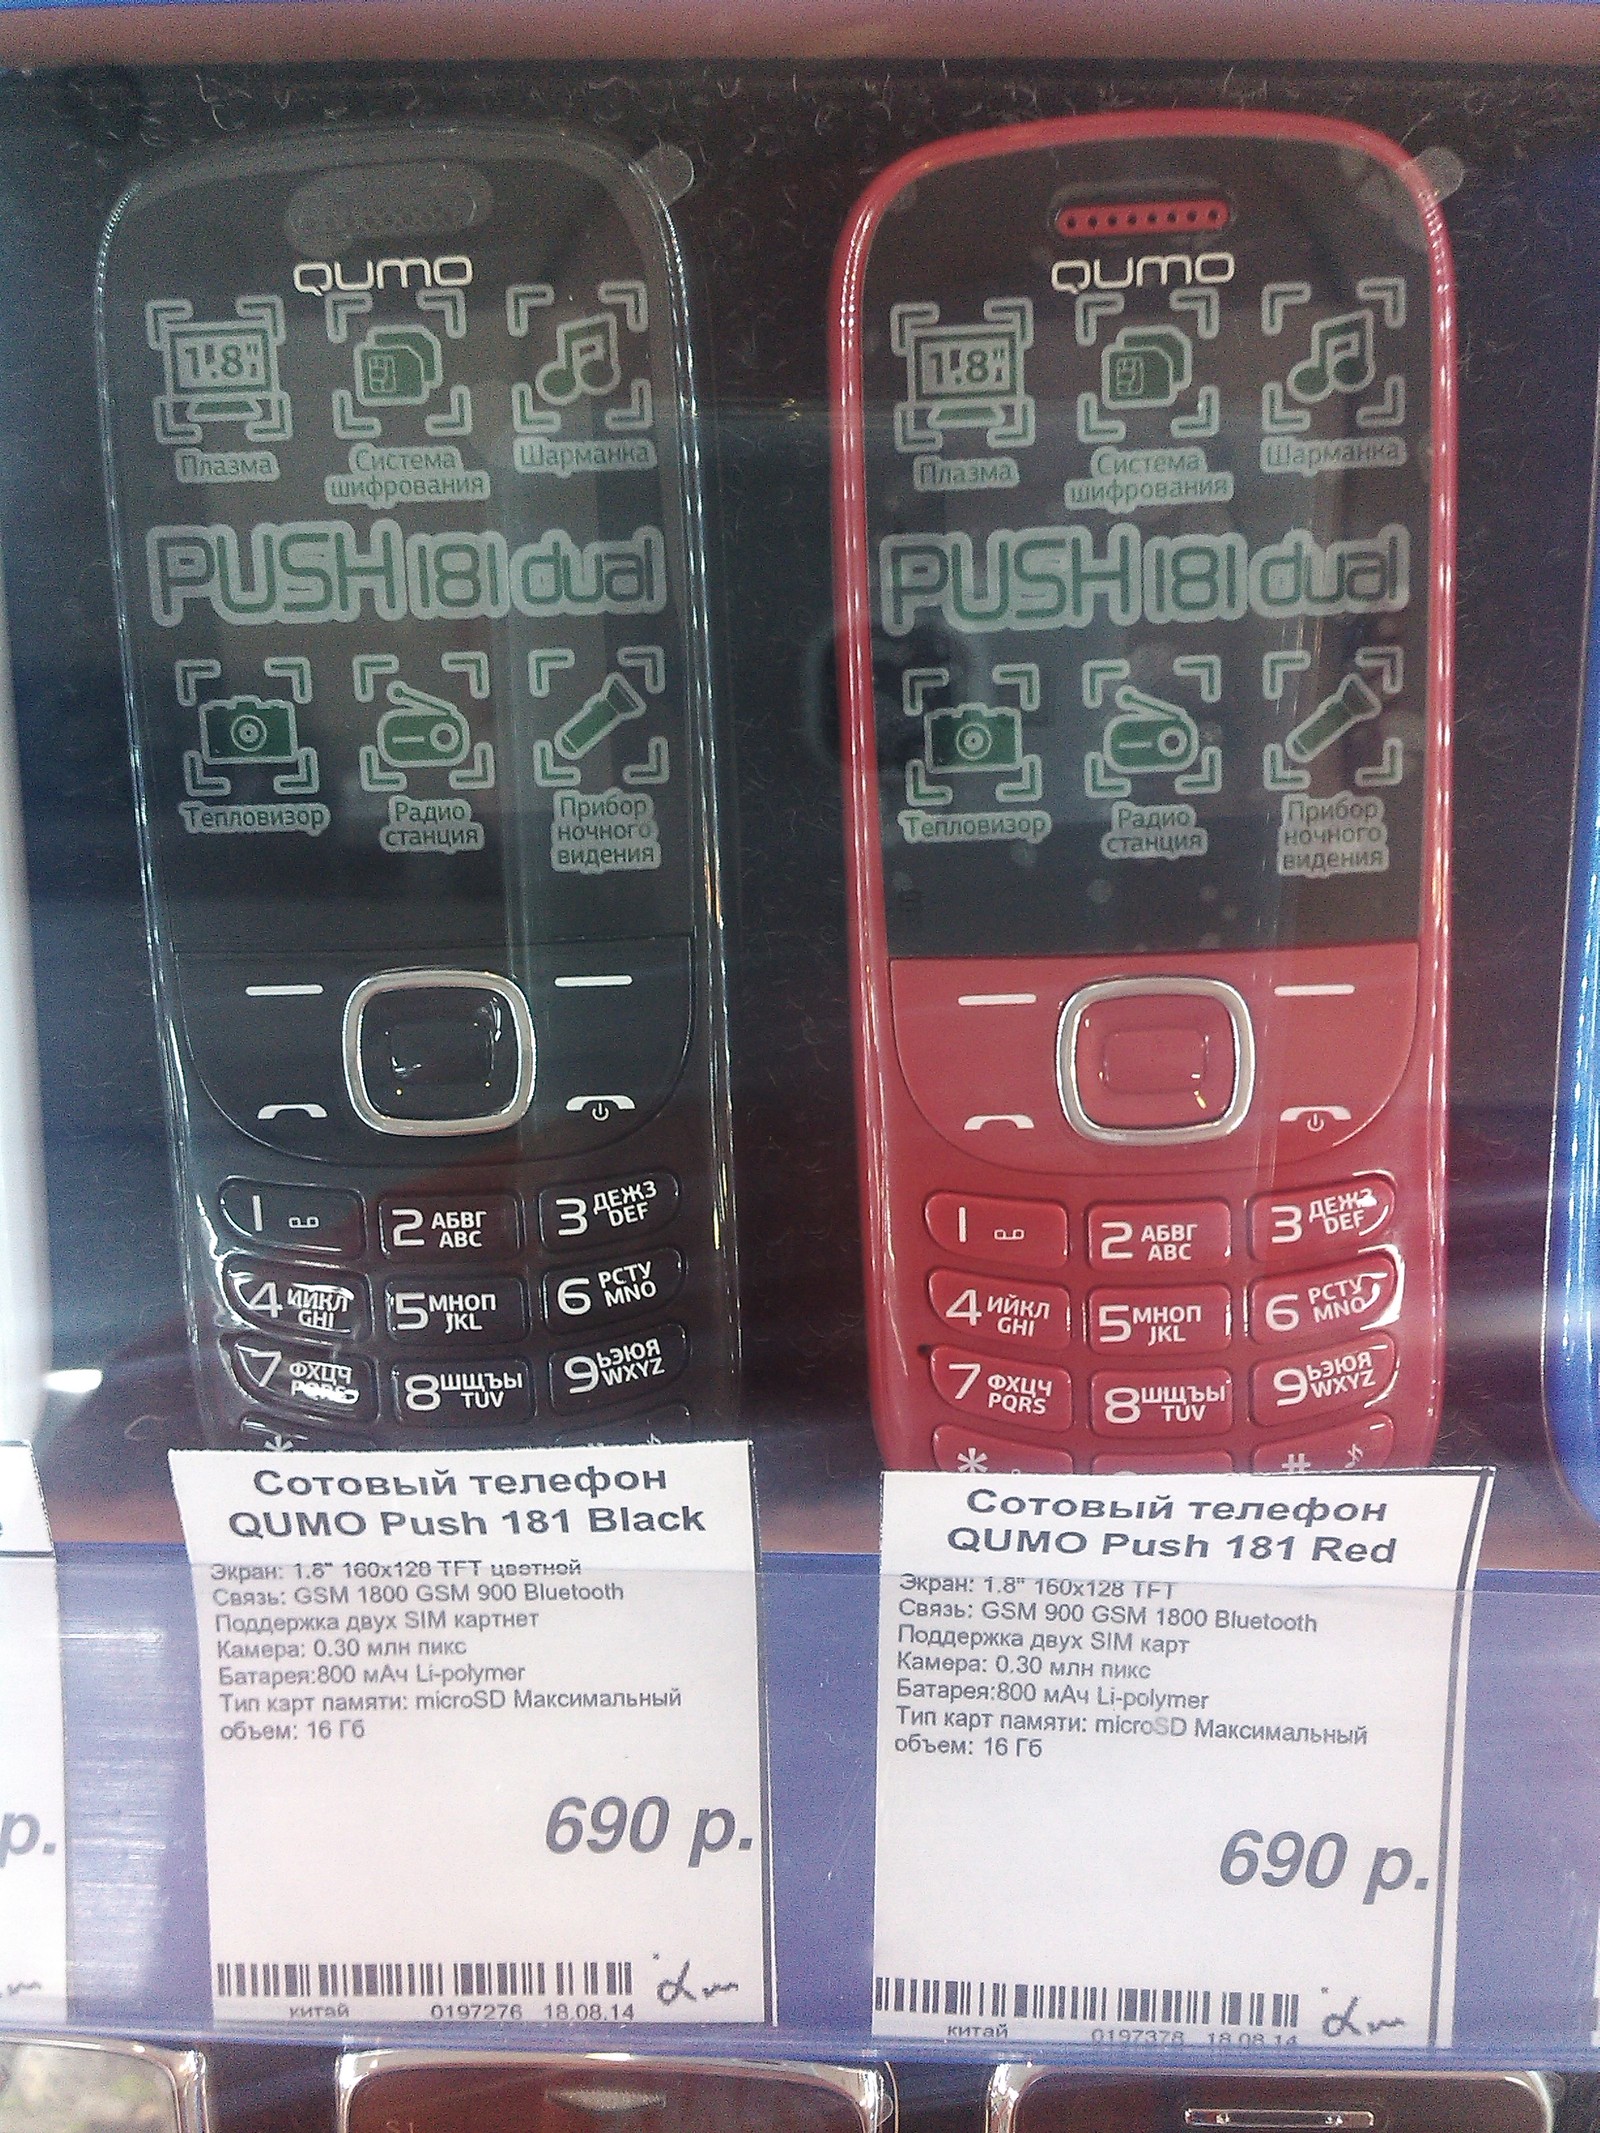 QUMO
1.8"
Плазма
Система
шифрования
Шарманка
PUSH181dual
Тепловизор
Радио
станция
Прибор
ночного
видения
1
2 АБВГ ABC
3 ДЕЖЗ DEF
4 ИЙКЛ GHI
5 МНОП JKL
6 РСТУ MNO
7 ФХЦЧ PQRS
8 ШЩЪЫ TUV
9 ЬЭЮЯ WXYZ
*
QUMO
1.8"
Плазма
Система
шифрования
Шарманка
PUSH181dual
Тепловизор
Радио
станция
Прибор
ночного
видения
1
2 АБВГ ABC
3 ДЕЖЗ DEF
4 ИЙКЛ GHI
5 МНОП JKL
6 РСТУ MNO
7 ФХЦЧ PQRS
8 ШЩЪЫ TUV
9 ЬЭЮЯ WXYZ
* #
Сотовый телефон
QUMO Push 181 Black
Экран: 1.8" 160x128 TFT цветной
Связь: GSM 1800 GSM 900 Bluetooth
Поддержка двух SIM картнет
Камера: 0.30 млн пикс
Батарея:800 мАч Li-polymer
Тип карт памяти: microSD Максимальный
объем: 16 Гб
690 р.
китай 0197276 18.08.14
Сотовый телефон
QUMO Push 181 Red
Экран: 1.8" 160x128 TFT
Связь: GSM 900 GSM 1800 Bluetooth
Поддержка двух SIM карт
Камера: 0.30 млн пикс
Батарея:800 мАч Li-polymer
Тип карт памяти: microSD Максимальный
объем: 16 Гб
690 р.
китай 0197378 18.08.14
р.